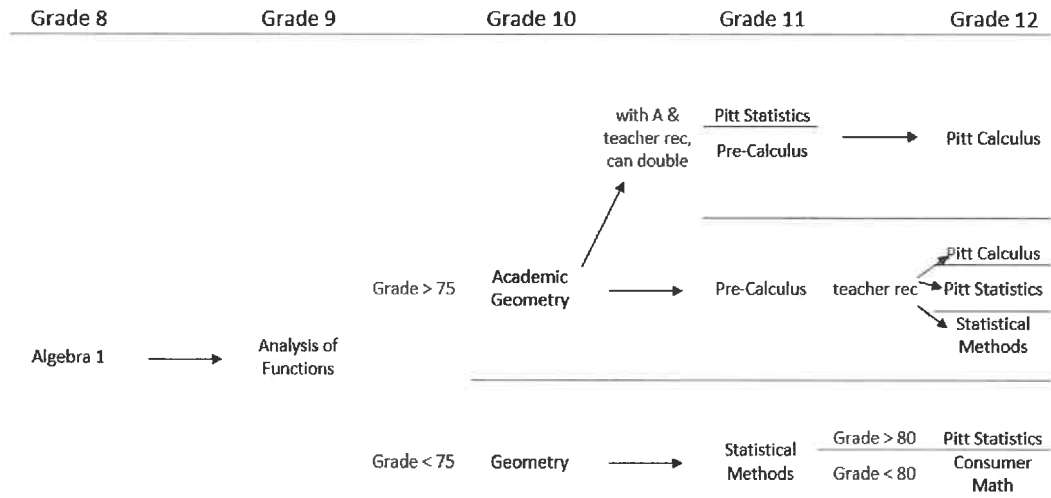 Grade 8 Grade 9 Grade 10 Grade 11 Grade 12
with A &
teacher rec,
can double
Pitt Statistics
Pre-Calculus
Pitt Calculus
Grade > 75
Academic
Geometry
Pre-Calculus
teacher rec
Pitt Calculus
Pitt Statistics
Statistical
Methods
Algebra 1
Analysis of
Functions
Grade < 75
Geometry
Statistical
Methods
Grade > 80
Pitt Statistics
Grade < 80
Consumer
Math